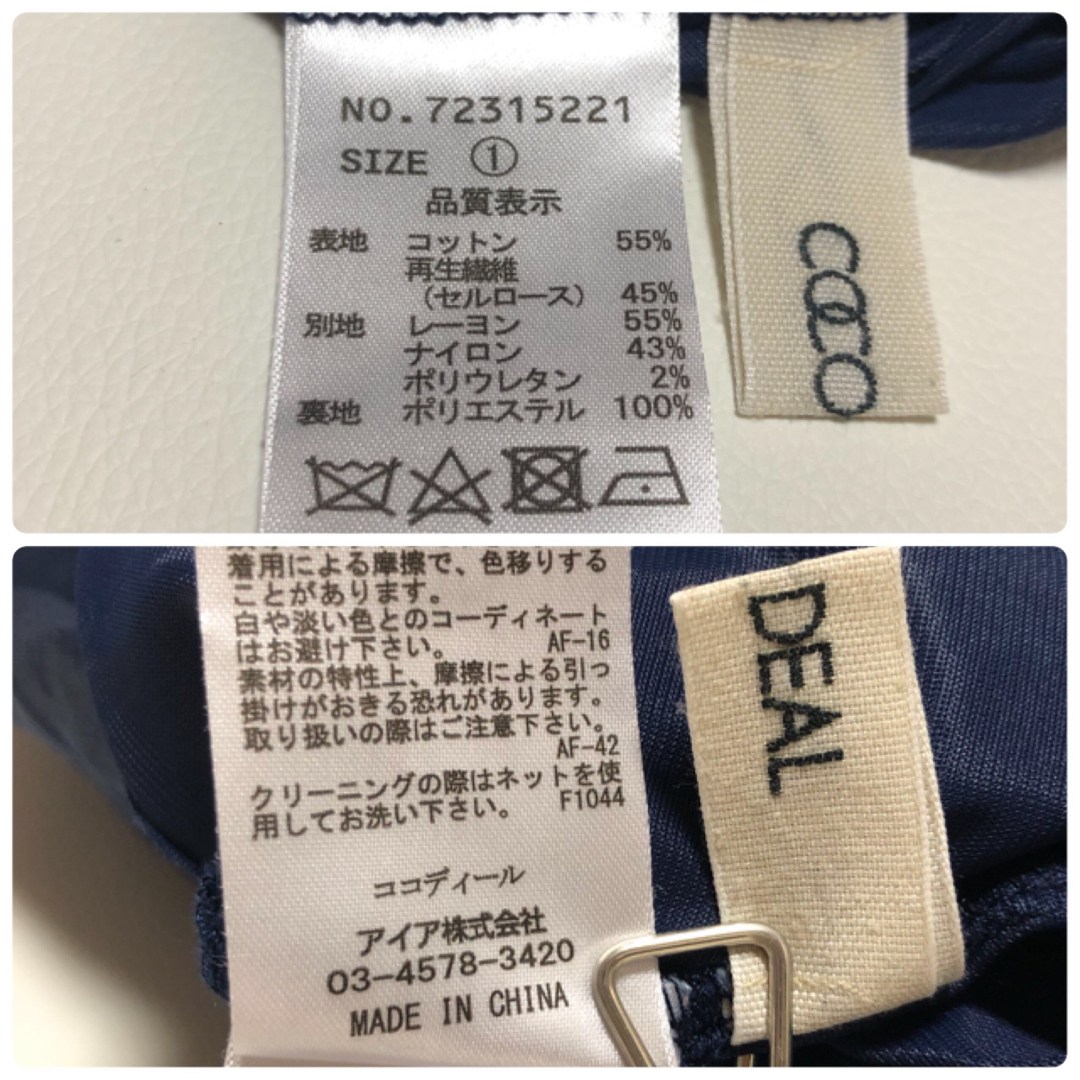 NO.72315221
SIZE ①
品質表示
表地 コットン 55%
再生繊維
(セルロース) 45%
別地 レーヨン 55%
ナイロン 43%
ポリウレタン 2%
裏地 ポリエステル 100%
COCO
着用による摩擦で、色移りする
ことがあります。
白や淡い色とのコーディネート
はお避け下さい。 AF-16
素材の特性上、摩擦による引っ
掛けがおきる恐れがあります。
取り扱いの際はご注意下さい。
AF-42
クリーニングの際はネットを使
用してお洗い下さい。 F1044
ココディール
アイア株式会社
03-4578-3420
MADE IN CHINA
DEAL